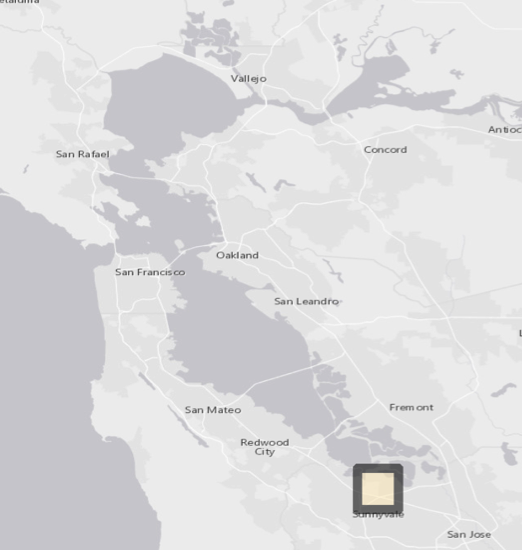 Vallejo
Antioc
San Rafael
Concord
Oakland
San Francisco
San Leandro
Fremont
San Mateo
Redwood
City
Sunnyvale
San Jose